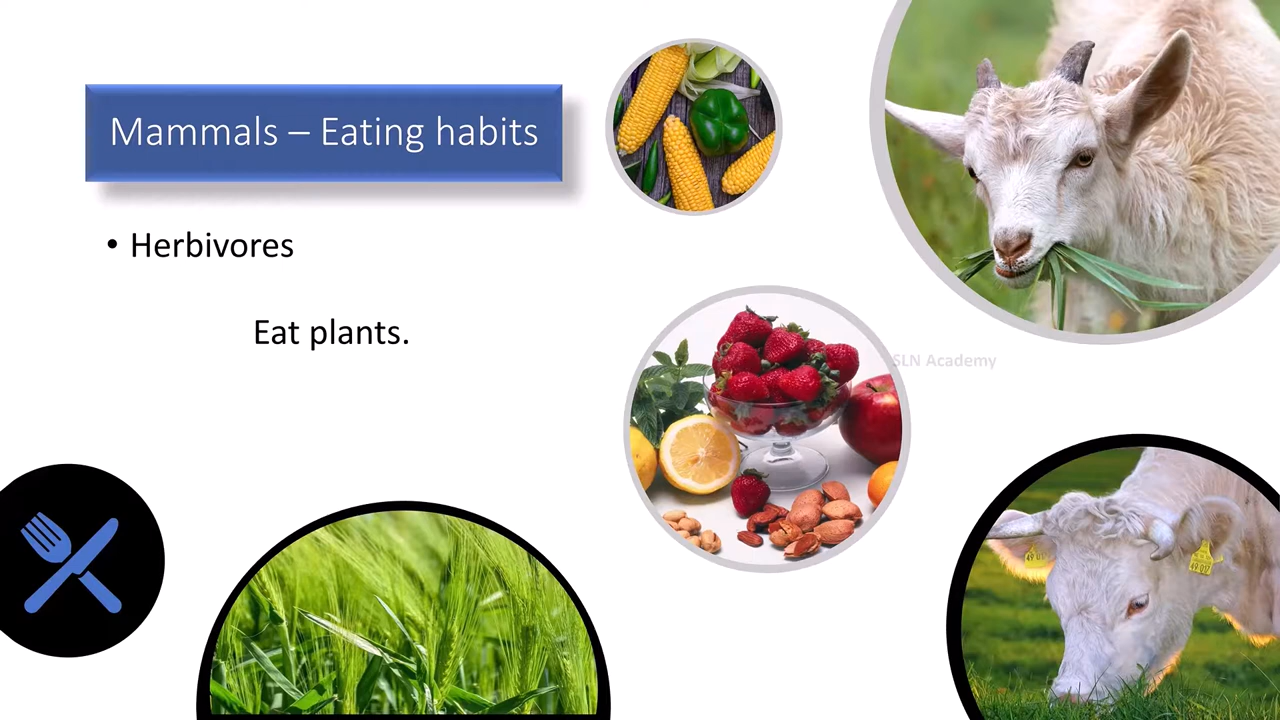 Mammals – Eating habits
• Herbivores
Eat plants.
SLN Academy